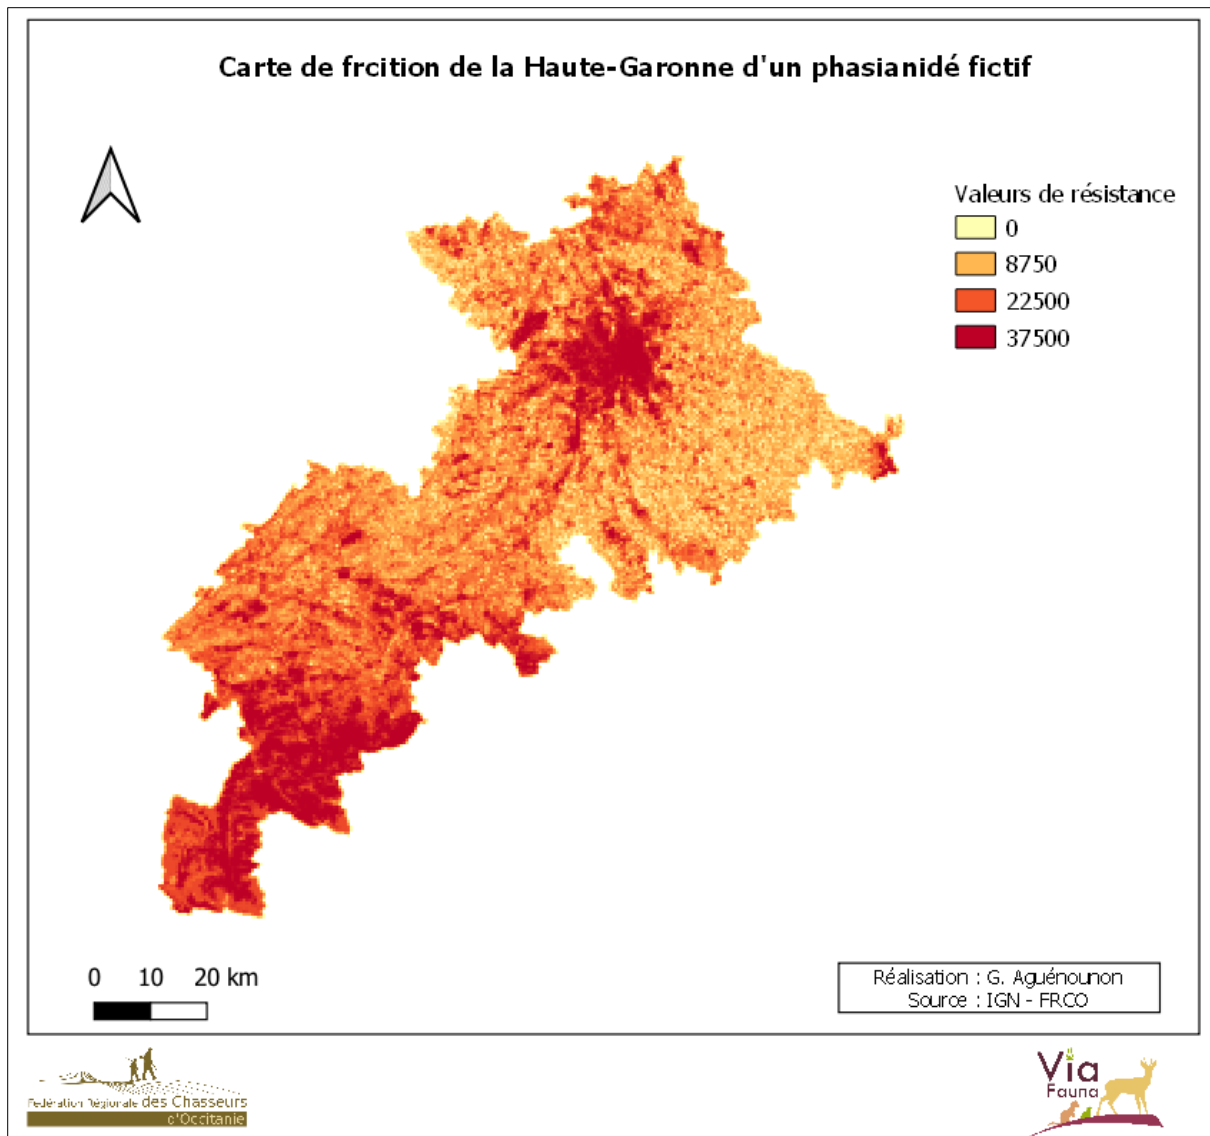 Carte de frcition de la Haute-Garonne d'un phasianidé fictif
Valeurs de résistance
0
8750
22500
37500
0 10 20 km
Réalisation : G. Aguénounon
Source : IGN - FRCO
Fédération Régionale des Chasseurs
d'Occitanie
Via
Fauna